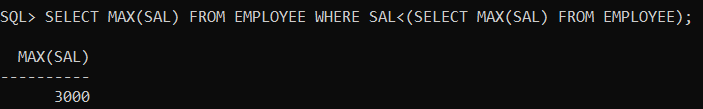 SQL> SELECT MAX(SAL) FROM EMPLOYEE WHERE SAL<(SELECT MAX(SAL) FROM EMPLOYEE);
MAX(SAL)
----------
3000